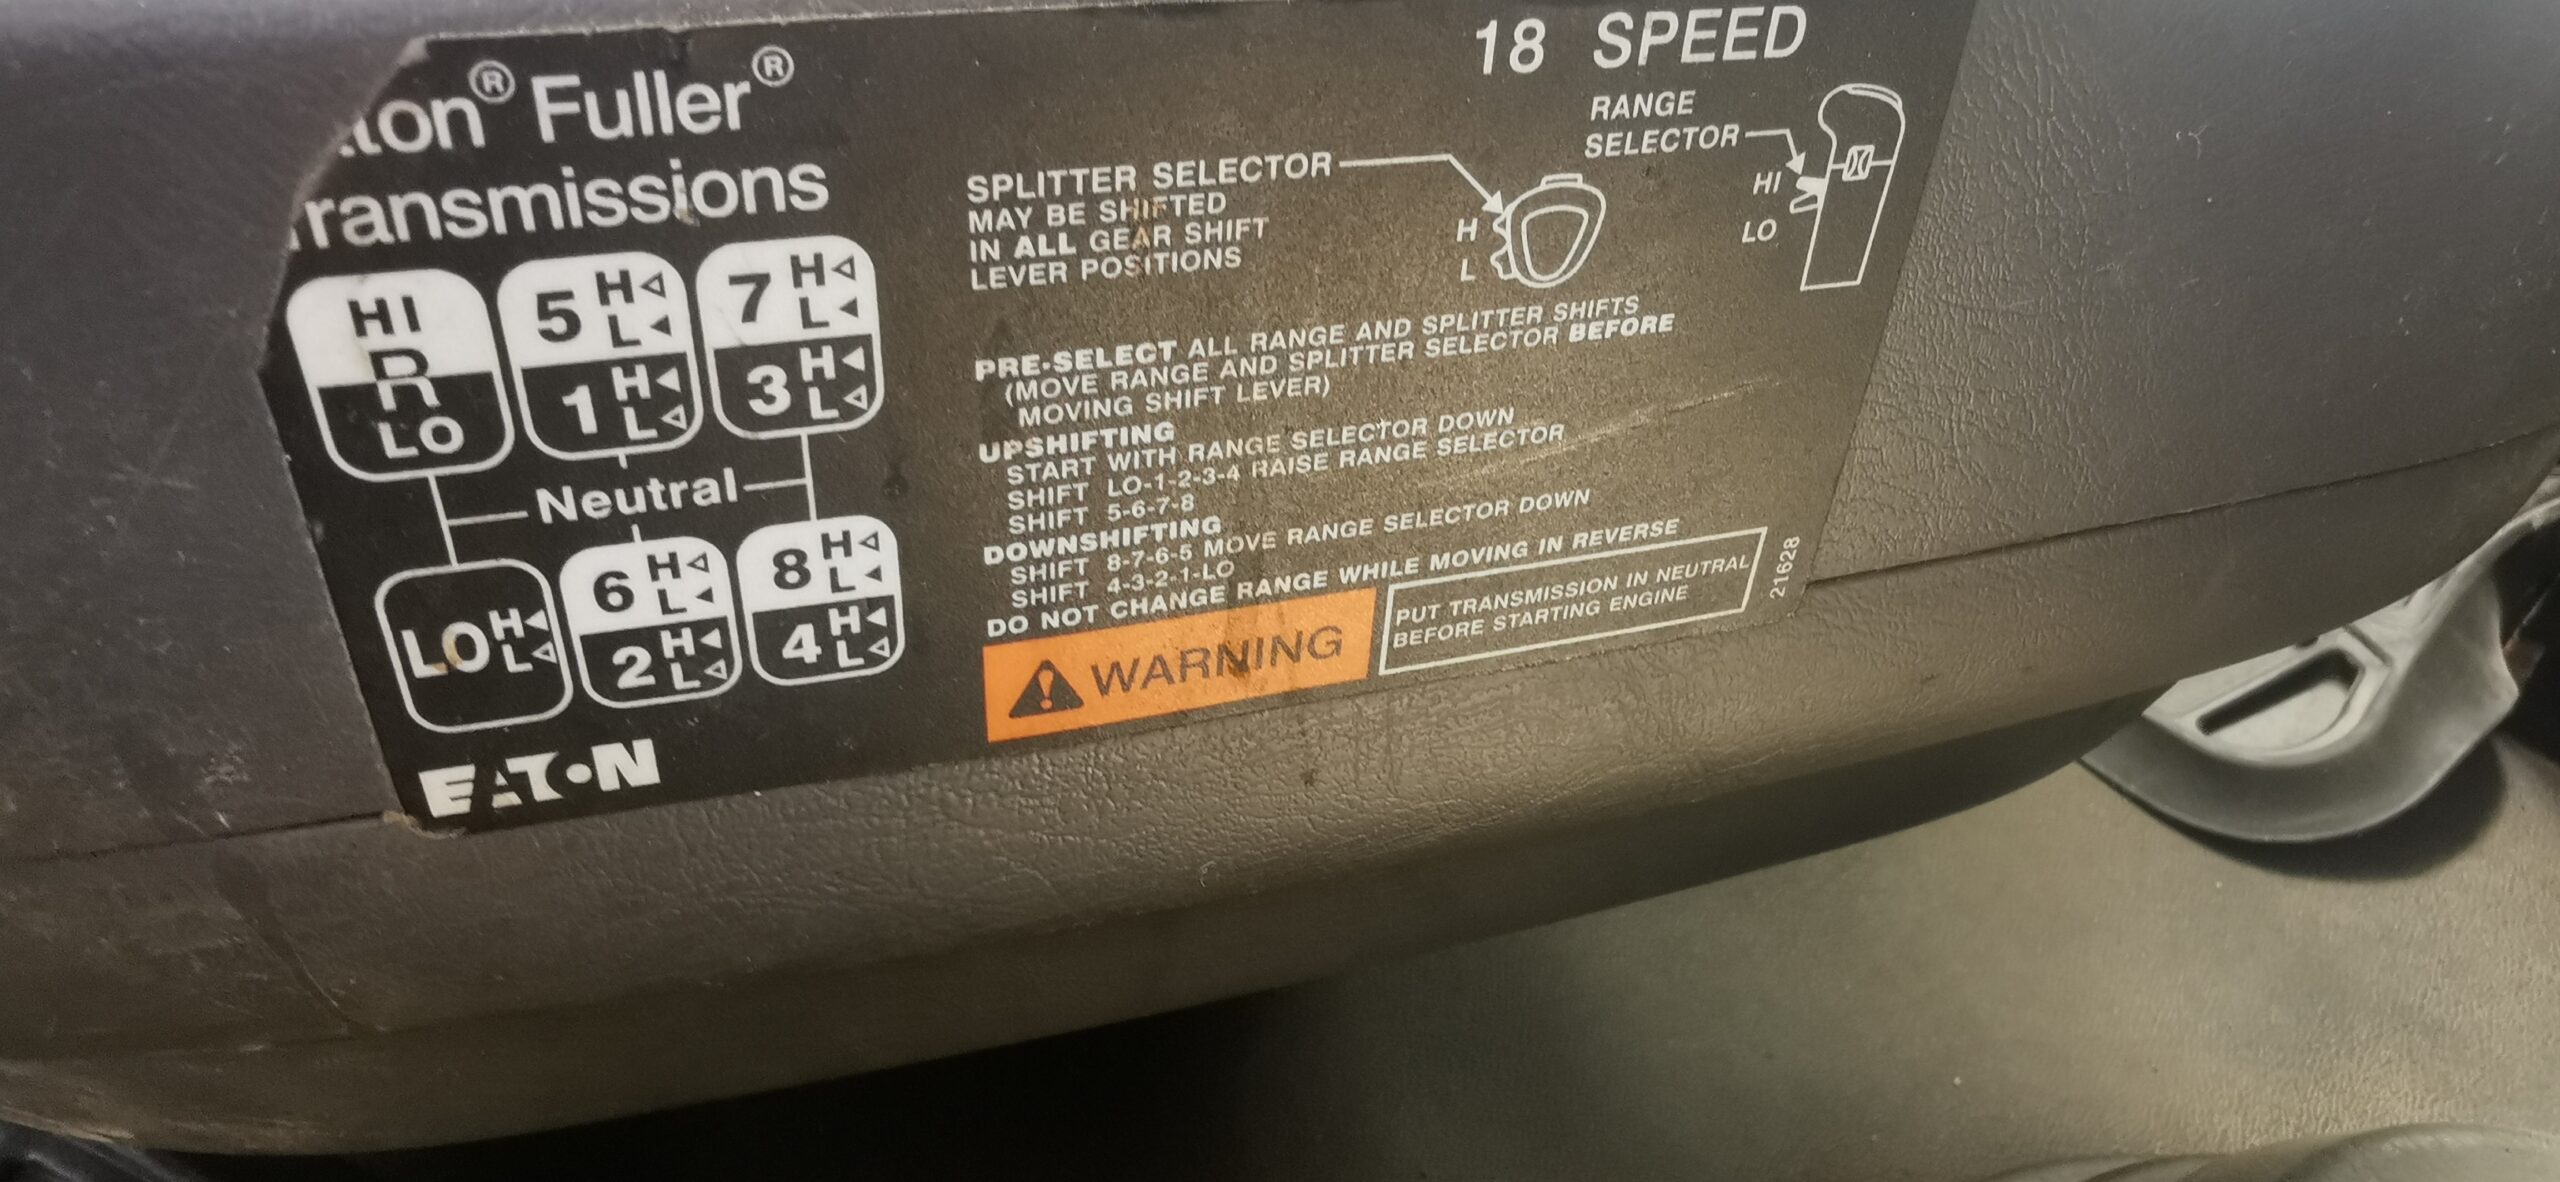 ton® Fuller®
ransmissions
HI
R
LO
5 H L
1 H L
7 H L
3 H L
Neutral
LO H L
6 H L
2 H L
8 H L
4 H L
EATON
18 SPEED
RANGE
SELECTOR
HI
LO
SPLITTER SELECTOR
MAY BE SHIFTED
IN ALL GEAR SHIFT
LEVER POSITIONS
H
L
PRE-SELECT ALL RANGE AND SPLITTER SHIFTS
(MOVE RANGE AND SPLITTER SELECTOR BEFORE
MOVING SHIFT LEVER)
UPSHIFTING
START WITH RANGE SELECTOR DOWN
SHIFT LO-1-2-3-4 RAISE RANGE SELECTOR
SHIFT 5-6-7-8
DOWNSHIFTING
SHIFT 8-7-6-5 MOVE RANGE SELECTOR DOWN
SHIFT 4-3-2-1-LO
DO NOT CHANGE RANGE WHILE MOVING IN REVERSE
WARNING
PUT TRANSMISSION IN NEUTRAL
BEFORE STARTING ENGINE
21628